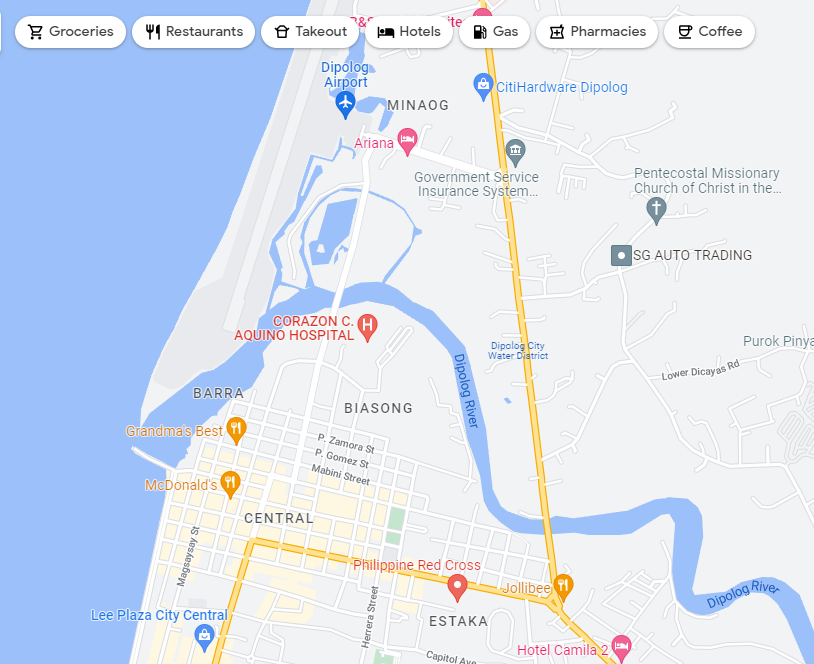 Groceries
Restaurants
Takeout
Hotels
Gas
Pharmacies
Coffee
Dipolog
Airport
MINAOG
CitiHardware Dipolog
Ariana
Government Service
Insurance System...
Pentecostal Missionary
Church of Christ in the...
SG AUTO TRADING
CORAZON C.
AQUINO HOSPITAL
Dipolog City
Water District
Purok Pinya
Lower Dicayas Rd
Dipolog River
BARRA
BIASONG
Grandma's Best
P. Zamora St
P. Gomez St
Mabini Street
McDonald's
CENTRAL
Magsaysay St
Philippine Red Cross
Jollibee
Dipolog River
Herrera Street
Lee Plaza City Central
ESTAKA
Hotel Camila 2
Capitol Ave